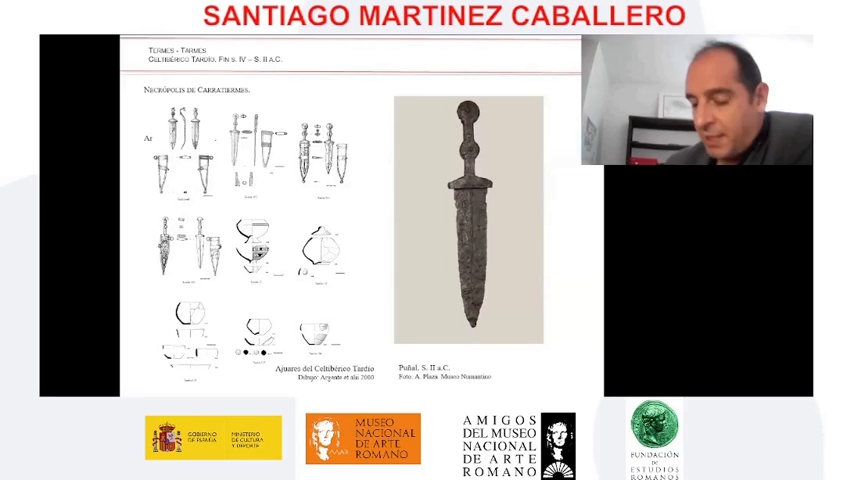 SANTIAGO MARTINEZ CABALLERO
TERMES - TARMES
CELTIBÉRICO TARDÍO. FIN S. IV – S. II A.C.
NECRÓPOLIS DE CARRATIERMES.
Ajuares del Celtibérico Tardío
Dibujo: Argente et alii 2000
Puñal. S. II a.C.
Foto: A. Plaza. Museo Numantino
GOBIERNO
DE ESPAÑA
MINISTERIO
DE CULTURA
Y DEPORTE
MUSEO
NACIONAL
DE ARTE
ROMANO
AMIGOS
DEL MUSEO
NACIONAL
DE ARTE
ROMANO
FUNDACIÓN
DE
ESTUDIOS
ROMANOS